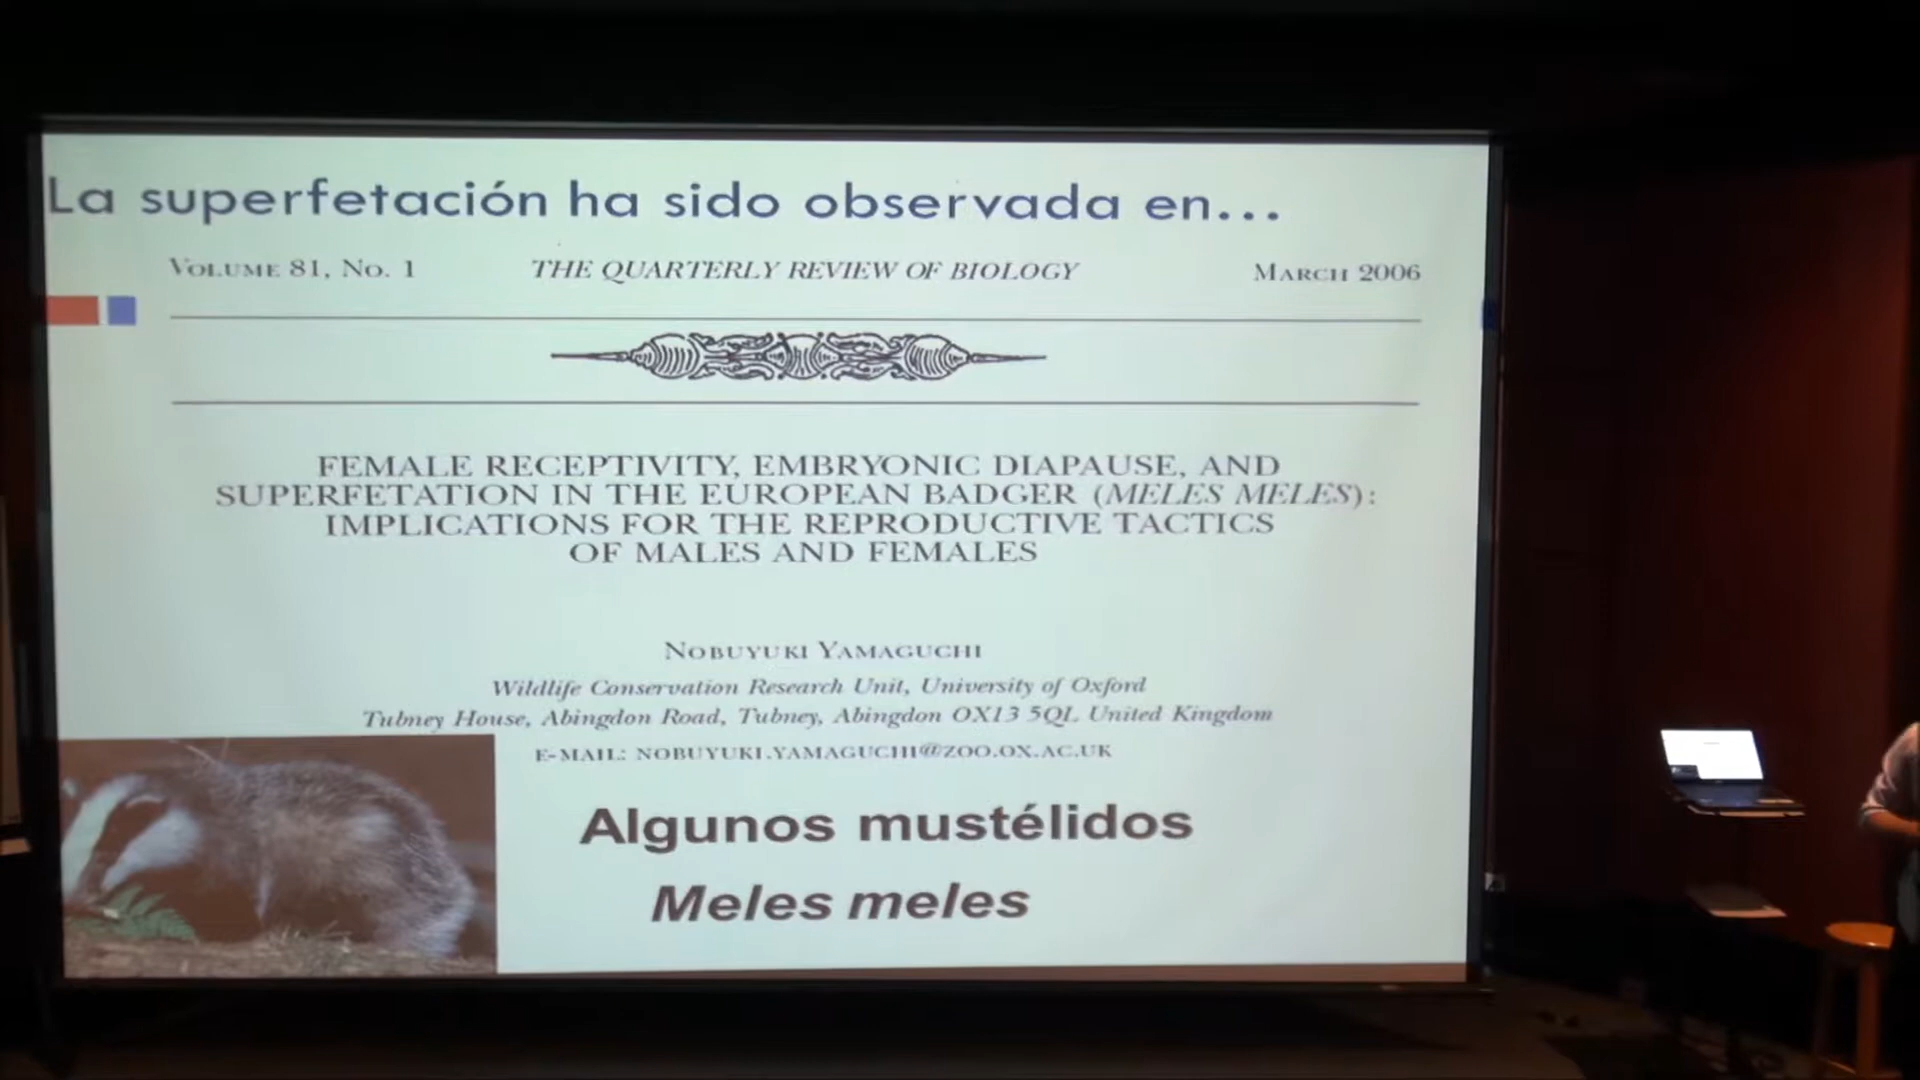 La superfetación ha sido observada en...
VOLUME 81, NO. 1 THE QUARTERLY REVIEW OF BIOLOGY MARCH 2006
FEMALE RECEPTIVITY, EMBRYONIC DIAPAUSE, AND
SUPERFETATION IN THE EUROPEAN BADGER (MELES MELES):
IMPLICATIONS FOR THE REPRODUCTIVE TACTICS
OF MALES AND FEMALES
NOBUYUKI YAMAGUCHI
Wildlife Conservation Research Unit, University of Oxford
Tubney House, Abingdon Road, Tubney, Abingdon OX13 5QL United Kingdom
E-MAIL: NOBUYUKI.YAMAGUCHI@ZOO.OX.AC.UK
Algunos mustélidos
Meles meles